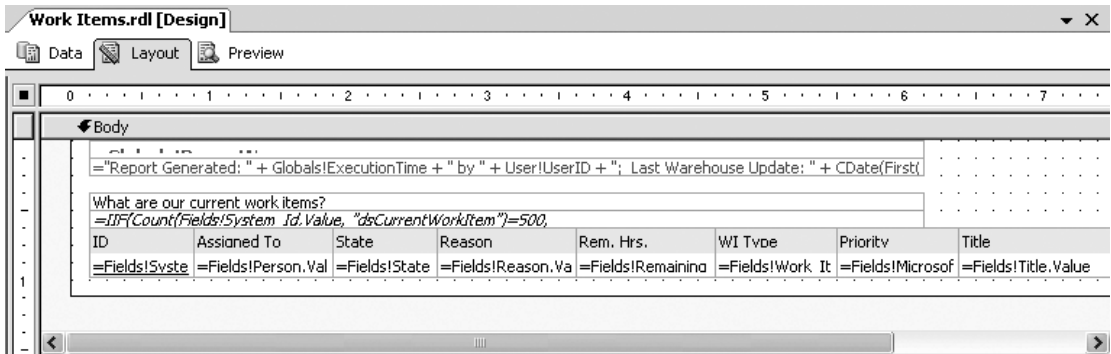 Work Items.rdl [Design]
Data Layout Preview
0 1 2 3 4 5 6 7
Body
="Report Generated: " + Globals!ExecutionTime + " by " + User!UserID + "; Last Warehouse Update: " + CDate(First(
What are our current work items?
=IIF(Count(Fields!System_Id.Value, "dsCurrentWorkItem")=500,
ID Assigned To State Reason Rem. Hrs. WI Type Priority Title
=Fields!Syste =Fields!Person.Val =Fields!State =Fields!Reason.Va =Fields!Remaining =Fields!Work_It =Fields!Microsof =Fields!Title.Value
1